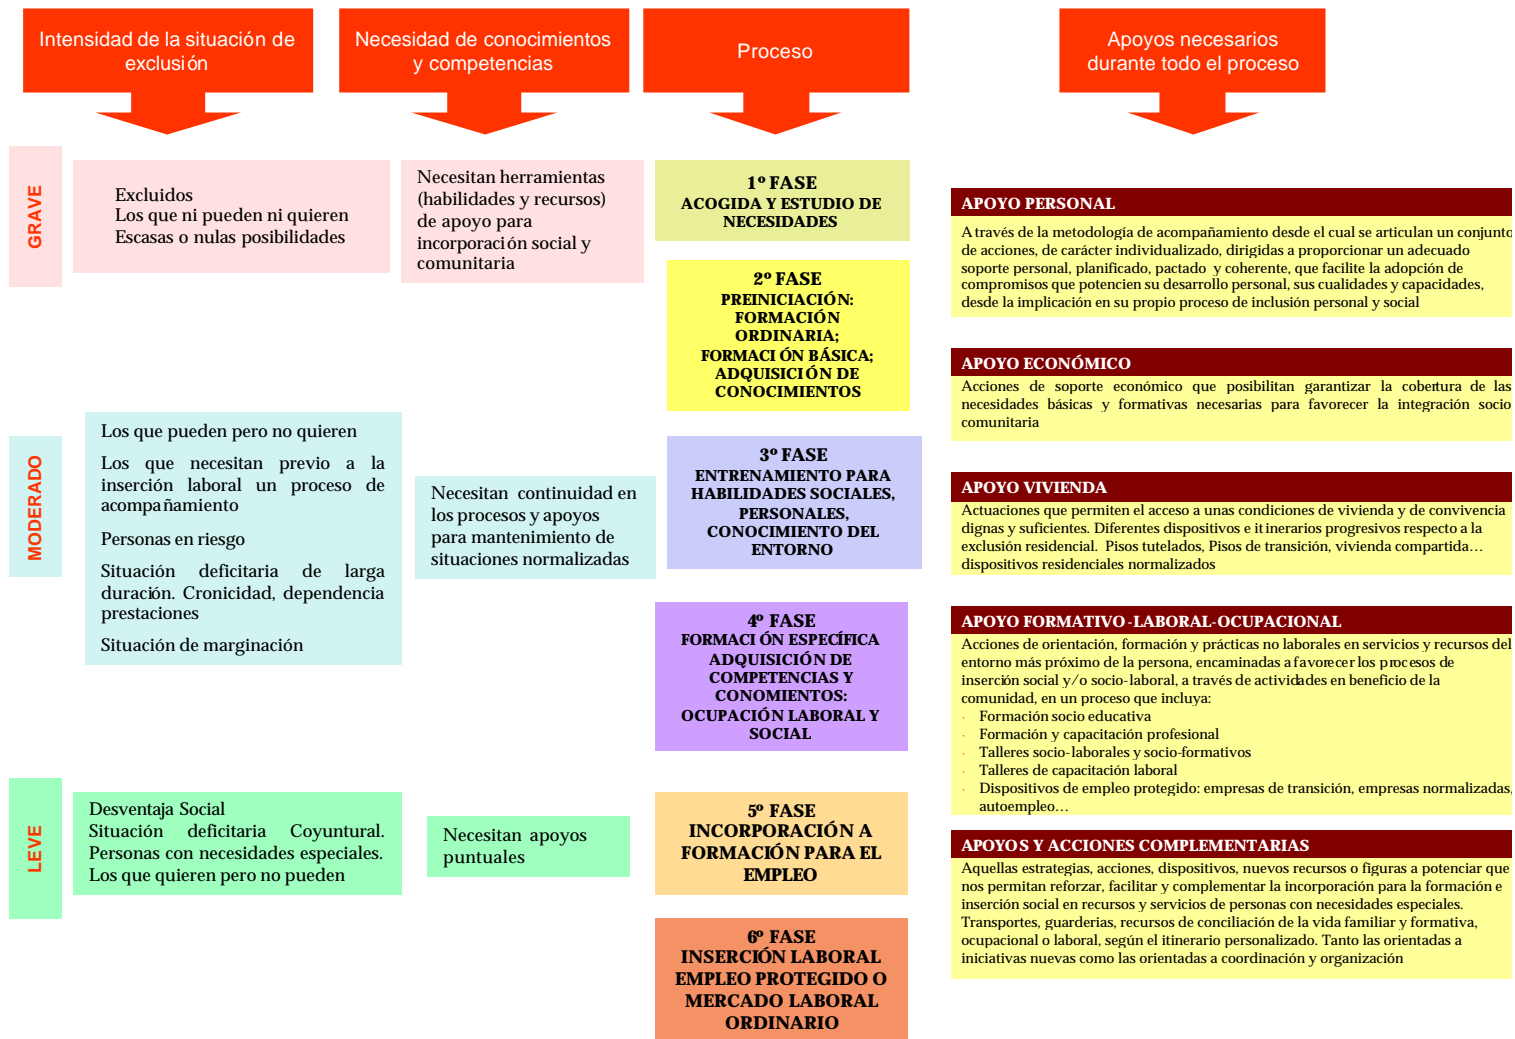 Intensidad de la situación de
exclusión
Necesidad de conocimientos
y competencias
Proceso
Apoyos necesarios
durante todo el proceso
GRAVE
Excluidos
Los que ni pueden ni quieren
Escasas o nulas posibilidades
Necesitan herramientas
(habilidades y recursos)
de apoyo para
incorporación social y
comunitaria
1º FASE
ACOGIDA Y ESTUDIO DE
NECESIDADES
2º FASE
PREINICIACIÓN:
FORMACIÓN
ORDINARIA;
FORMACIÓN BÁSICA;
ADQUISICIÓN DE
CONOCIMIENTOS
MODERADO
Los que pueden pero no quieren
Los que necesitan previo a la
inserción laboral un proceso de
acompañamiento
Personas en riesgo
Situación deficitaria de larga
duración. Cronicidad, dependencia
prestaciones
Situación de marginación
Necesitan continuidad en
los procesos y apoyos
para mantenimiento de
situaciones normalizadas
3º FASE
ENTRENAMIENTO PARA
HABILIDADES SOCIALES,
PERSONALES,
CONOCIMIENTO DEL
ENTORNO
4º FASE
FORMACIÓN ESPECÍFICA
ADQUISICIÓN DE
COMPETENCIAS Y
CONOMIENTOS:
OCUPACIÓN LABORAL Y
SOCIAL
LEVE
Desventaja Social
Situación deficitaria Coyuntural.
Personas con necesidades especiales.
Los que quieren pero no pueden
Necesitan apoyos
puntuales
5º FASE
INCORPORACIÓN A
FORMACIÓN PARA EL
EMPLEO
6º FASE
INSERCIÓN LABORAL
EMPLEO PROTEGIDO O
MERCADO LABORAL
ORDINARIO
APOYO PERSONAL
A través de la metodología de acompañamiento desde el cual se articulan un conjunto
de acciones, de carácter individualizado, dirigidas a proporcionar un adecuado
soporte personal, planificado, pactado y coherente, que facilite la adopción de
compromisos que potencien su desarrollo personal, sus cualidades y capacidades,
desde la implicación en su propio proceso de inclusión personal y social
APOYO ECONÓMICO
Acciones de soporte económico que posibilitan garantizar la cobertura de las
necesidades básicas y formativas necesarias para favorecer la integración socio
comunitaria
APOYO VIVIENDA
Actuaciones que permiten el acceso a unas condiciones de vivienda y de convivencia
dignas y suficientes. Diferentes dispositivos e itinerarios progresivos respecto a la
exclusión residencial. Pisos tutelados, Pisos de transición, vivienda compartida…
dispositivos residenciales normalizados
APOYO FORMATIVO-LABORAL-OCUPACIONAL
Acciones de orientación, formación y prácticas no laborales en servicios y recursos del
entorno más próximo de la persona, encaminadas a favorecer los procesos de
inserción social y/o socio-laboral, a través de actividades en beneficio de la
comunidad, en un proceso que incluya:
· Formación socio educativa
· Formación y capacitación profesional
· Talleres socio-laborales y socio-formativos
· Talleres de capacitación laboral
· Dispositivos de empleo protegido: empresas de transición, empresas normalizadas,
autoempleo…
APOYOS Y ACCIONES COMPLEMENTARIAS
Aquellas estrategias, acciones, dispositivos, nuevos recursos o figuras a potenciar que
nos permitan reforzar, facilitar y complementar la incorporación para la formación e
inserción social en recursos y servicios de personas con necesidades especiales.
Transportes, guarderias, recursos de conciliación de la vida familiar y formativa,
ocupacional o laboral, según el itinerario personalizado. Tanto las orientadas a
iniciativas nuevas como las orientadas a coordinación y organización